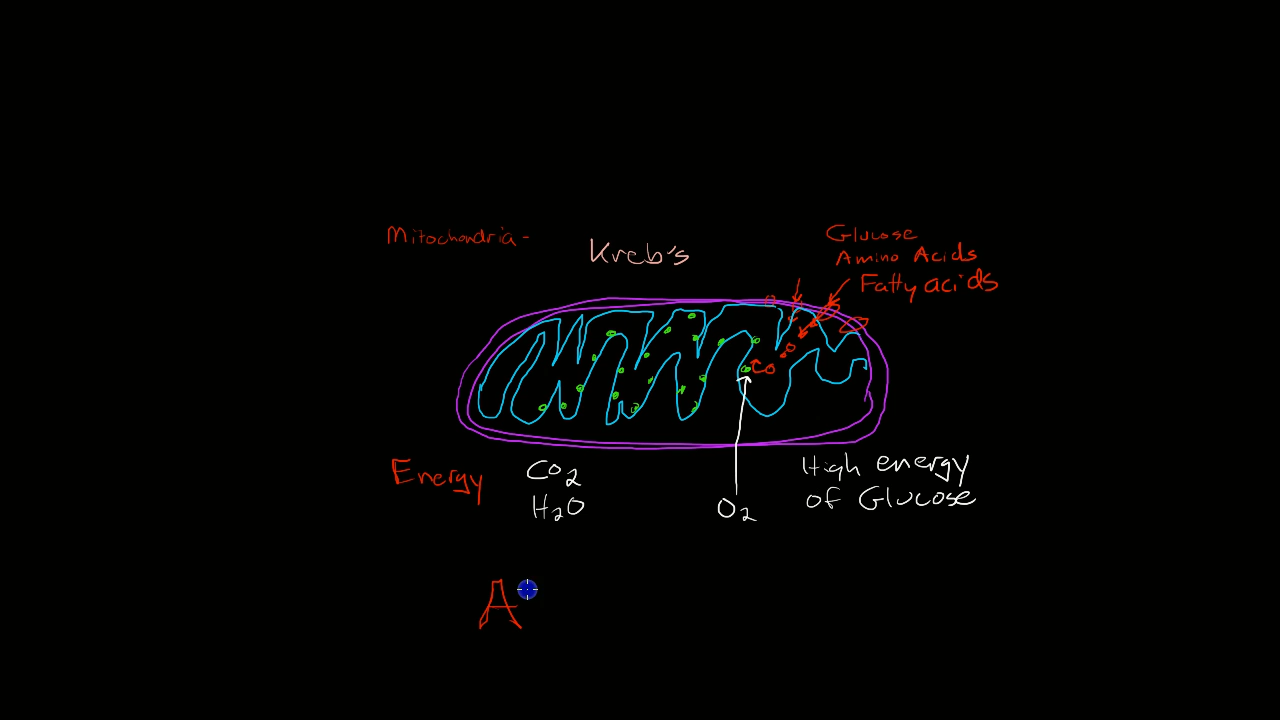 Mitochondria -
Kreb's
Glucose
Amino Acids
Fatty acids
Co
Energy
Co2
H2O
O2
High energy
of Glucose
A